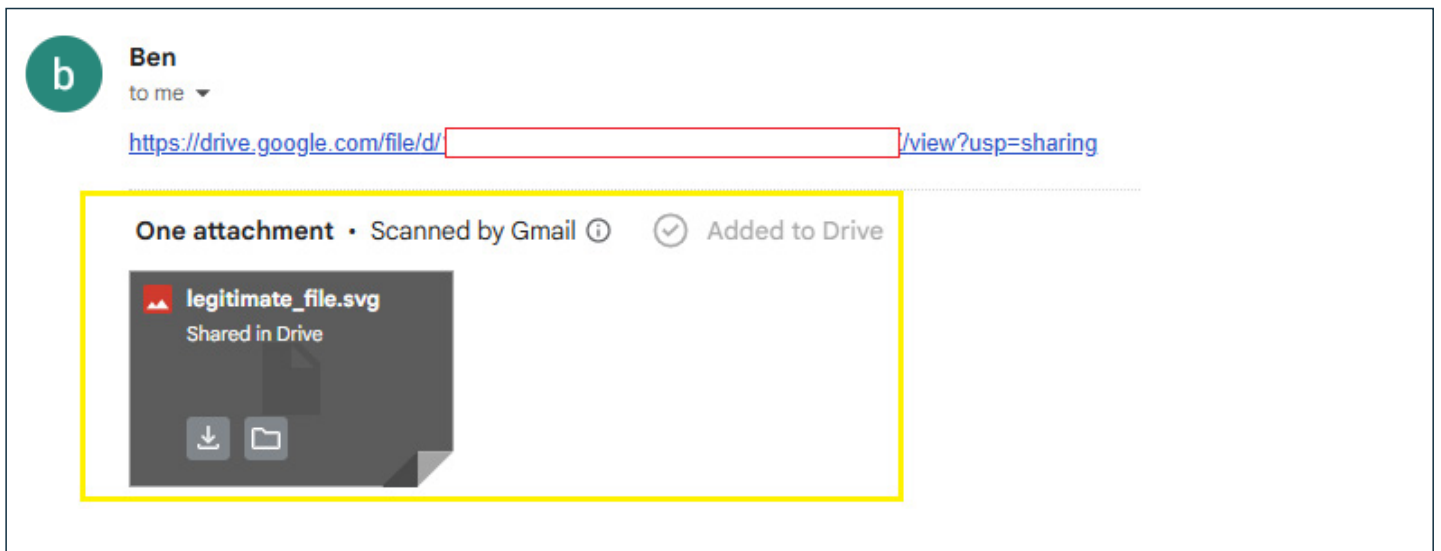 b
Ben
to me
https://drive.google.com/file/d/ /view?usp=sharing
One attachment • Scanned by Gmail Added to Drive
legitimate_file.svg
Shared in Drive